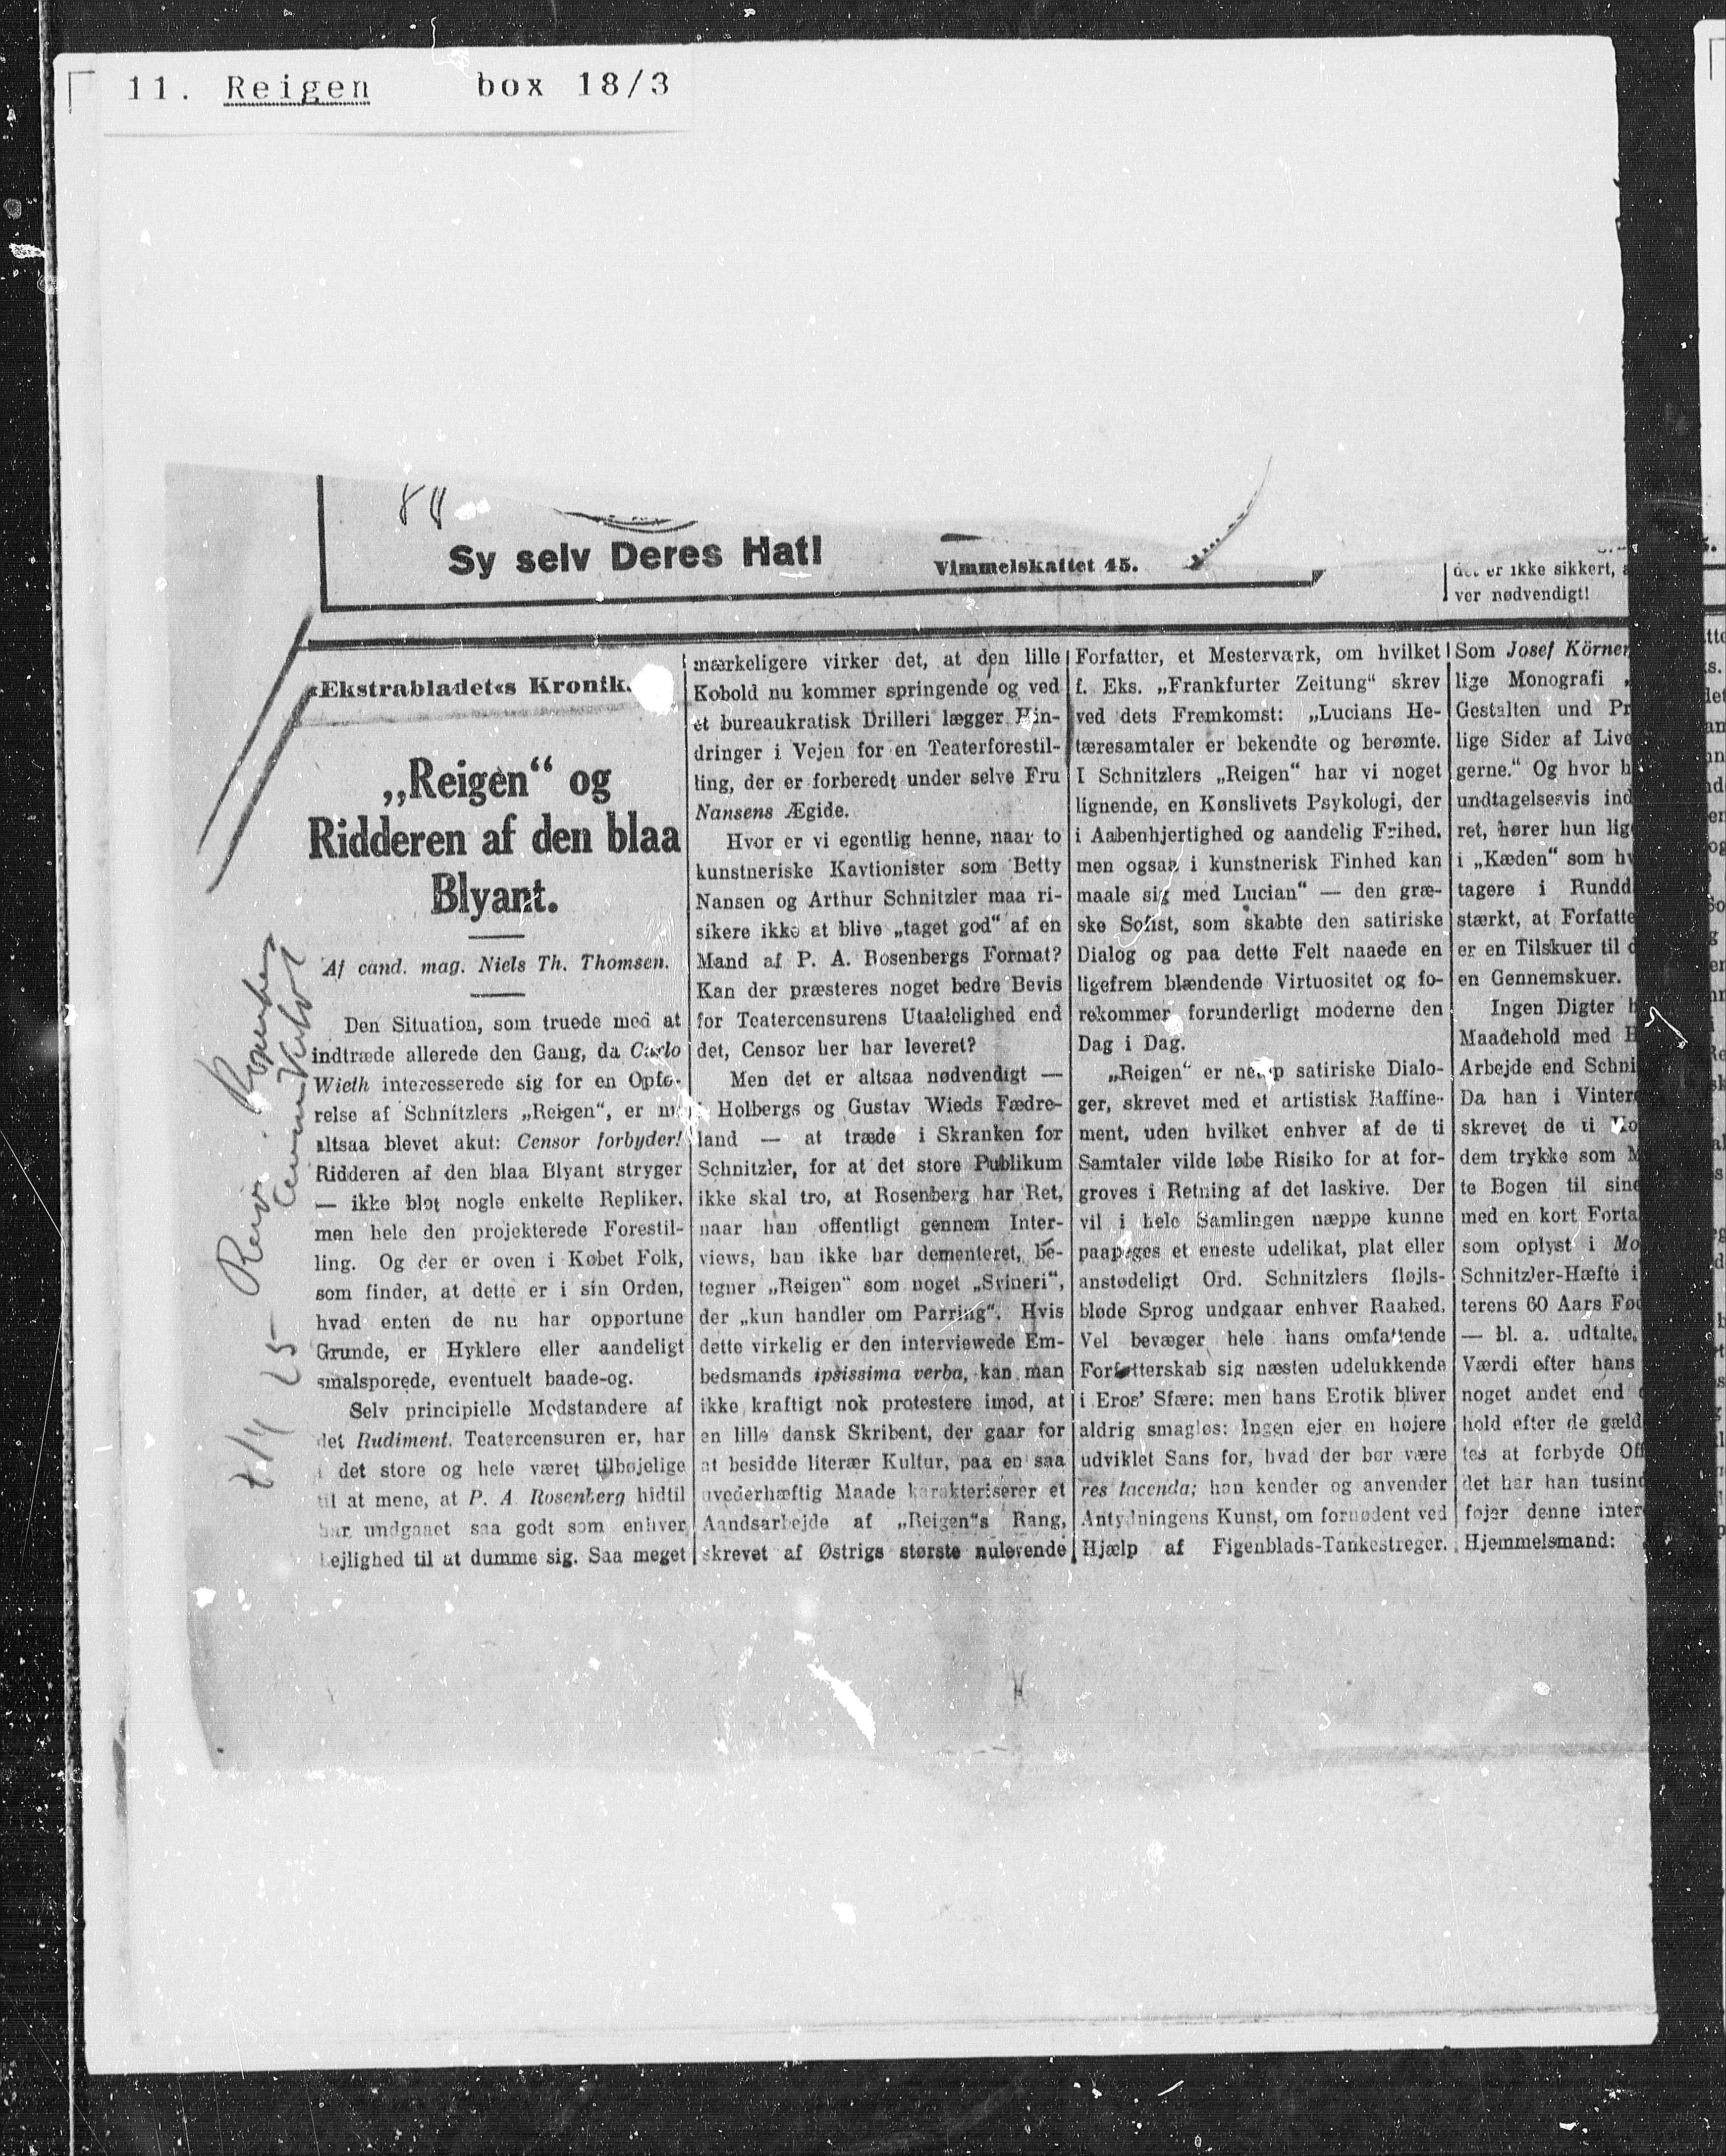 11. Reigen box 18/3
Sy selv Deres Hat!
Vimmelskaftet 45.
det er ikke sikkert,
ver nødvendigt!
»Ekstrabladet«s Kronik.
„Reigen“ og
Ridderen af den blaa
Blyant.
Af cand. mag. Niels Th. Thomsen.
Den Situation, som truede med at
indtræde allerede den Gang, da Carlo
Wieth interesserede sig for en Opfø-
relse af Schnitzlers „Reigen“, er nu
altsaa blevet akut: Censor forbyder!
Ridderen af den blaa Blyant stryger
— ikke blot nogle enkelte Repliker,
men hele den projekterede Forestil-
ling. Og der er oven i Købet Folk,
som finder, at dette er i sin Orden,
hvad enten de nu har opportune
Grunde, er Hyklere eller aandeligt
smalsporede, eventuelt baade-og.
Selv principielle Modstandere af
det Rudiment, Teatercensuren er, har
i det store og hele været tilbøjelige
til at mene, at P. A. Rosenberg hidtil
har undgaaet saa godt som enhver
Lejlighed til at dumme sig. Saa meget
mærkeligere virker det, at den lille
Kobold nu kommer springende og ved
et bureaukratisk Drilleri lægger Hin-
dringer i Vejen for en Teaterforestil-
ling, der er forberedt under selve Fru
Nansens Ægide.
Hvor er vi egentlig henne, naar to
kunstneriske Kavtionister som Betty
Nansen og Arthur Schnitzler maa ri-
sikere ikke at blive „taget god“ af en
Mand af P. A. Rosenbergs Format?
Kan der præsteres noget bedre Bevis
for Teatercensurens Utaalelighed end
det, Censor her har leveret?
Men det er altsaa nødvendigt —
i Holbergs og Gustav Wieds Fædre-
land — at træde i Skranken for
Schnitzler, for at det store Publikum
ikke skal tro, at Rosenberg har Ret,
naar han offentligt gennem Inter-
views, han ikke har dementeret, be-
tegner „Reigen“ som noget „Svineri“,
der „kun handler om Parring“. Hvis
dette virkelig er den interviewede Em-
bedsmands ipsissima verba, kan man
ikke kraftigt nok protestere imod, at
en lille dansk Skribent, der gaar for
at besidde literær Kultur, paa en saa
uvederhæftig Maade karakteriserer et
Aandsarbejde af „Reigen“s Rang,
skrevet af Østrigs største nulevende
Forfatter, et Mesterværk, om hvilket
f. Eks. „Frankfurter Zeitung“ skrev
ved dets Fremkomst: „Lucians He-
tæresamtaler er bekendte og berømte.
I Schnitzlers „Reigen“ har vi noget
lignende, en Kønslivets Psykologi, der
i Aabenhjertighed og aandelig Frihed,
men ogsaa i kunstnerisk Finhed kan
maale sig med Lucian“ — den græ-
ske Sofist, som skabte den satiriske
Dialog og paa dette Felt naaede en
ligefrem blændende Virtuositet og fo-
rekommer forunderligt moderne den
Dag i Dag.
„Reigen“ er netop satiriske Dialo-
ger, skrevet med et artistisk Raffine-
ment, uden hvilket enhver af de ti
Samtaler vilde løbe Risiko for at for-
groves i Retning af det laskive. Der
vil i hele Samlingen næppe kunne
paapeges et eneste udelikat, plat eller
anstødeligt Ord. Schnitzlers fløjls-
bløde Sprog undgaar enhver Raahed.
Vel bevæger hele hans omfattende
Forfatterskab sig næsten udelukkende
i Eros' Sfære; men hans Erotik bliver
aldrig smagløs: Ingen ejer en højere
udviklet Sans for, hvad der bør være
res tacenda; han kender og anvender
Antydningens Kunst, om fornødent ved
Hjælp af Figenblads-Tankestreger.
Som Josef Körner
lige Monografi
Gestalten und Pr
lige Sider af Live
gerne.“ Og hvor h
undtagelsesvis ind
ret, hører hun lig
i „Kæden“ som hv
tagere i Rundd
stærkt, at Forfatte
er en Tilskuer til
en Gennemskuer.
Ingen Digter h
Maadehold med H
Arbejde end Schni
Da han i Vinter
skrevet de ti
dem trykke som M
te Bogen til sine
med en kort Forta
som oplyst i Mo
Schnitzler-Hæfte i
terens 60 Aars Fød
— bl. a. udtalte,
Værdi efter hans
noget andet end
hold efter de gæld
tes at forbyde Off
det har han tusind
føjer denne inter
Hjemmelsmand: